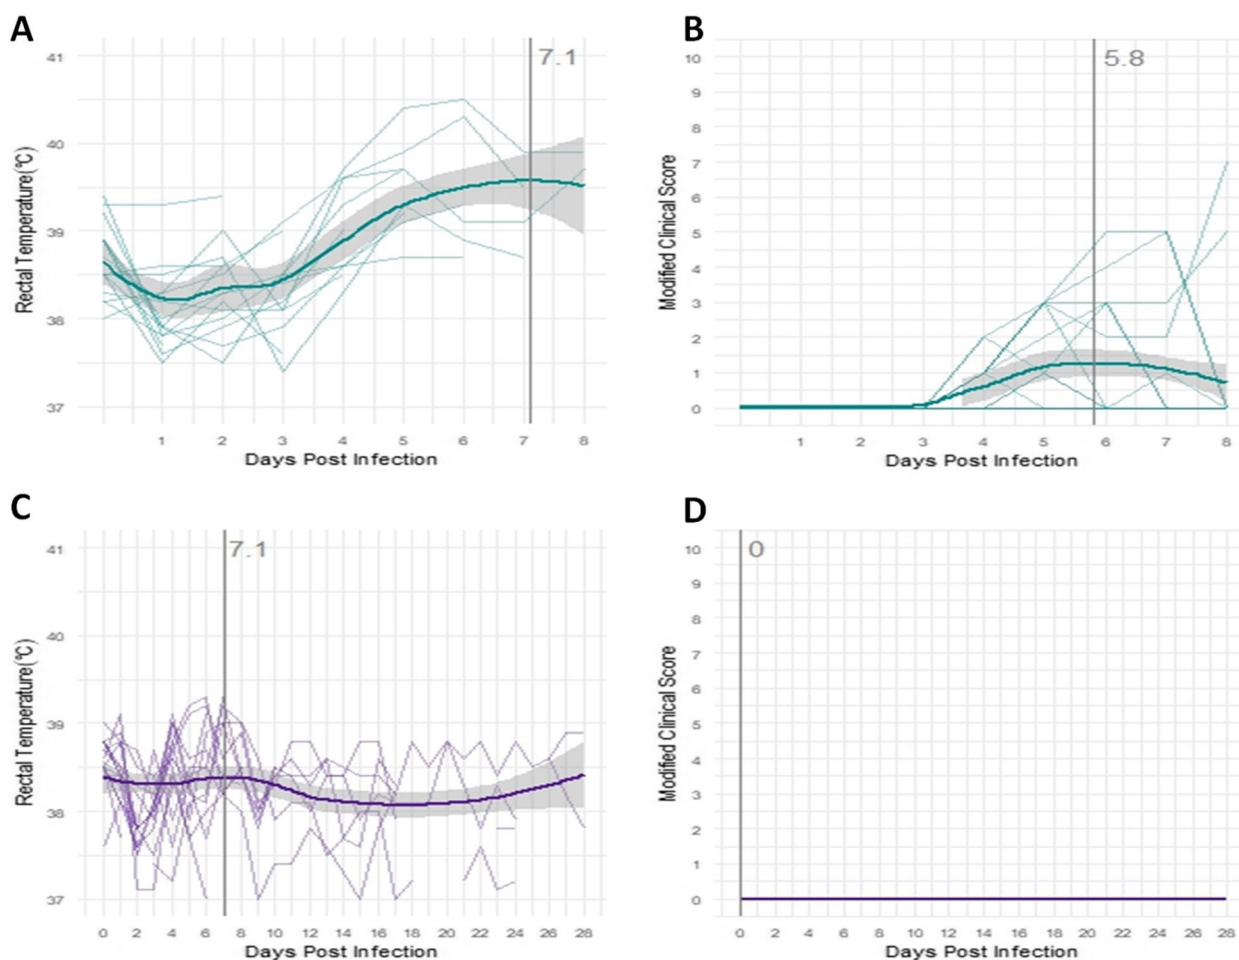 A
B
41
40
39
38
37
Rectal Temperature(°C)
7.1
1 2 3 4 5 6 7 8
Days Post Infection
10
9
8
7
6
5
4
3
2
1
0
Modified Clinical Score
5.8
1 2 3 4 5 6 7 8
Days Post Infection
C
D
41
40
39
38
37
Rectal Temperature(°C)
7.1
0 2 4 6 8 10 12 14 16 18 20 22 24 26 28
Days Post Infection
10
9
8
7
6
5
4
3
2
1
0
Modified Clinical Score
0
0 2 4 6 8 10 12 14 16 18 20 22 24 26 28
Days Post Infection